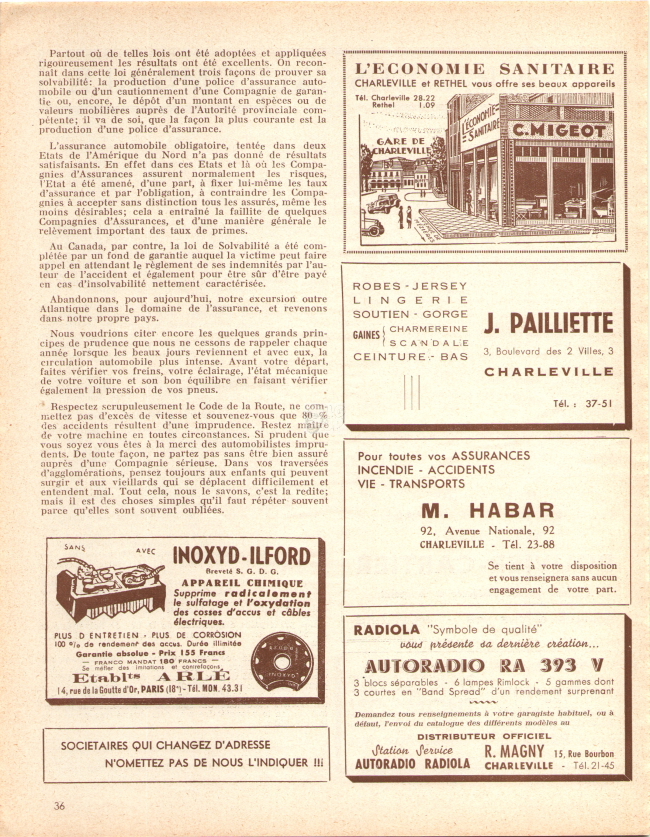 Partout où de telles lois ont été adoptées et appliquées
rigoureusement les résultats ont été excellents. On recon-
naît dans cette loi généralement trois façons de prouver sa
solvabilité: la production d'une police d'assurance auto-
mobile ou d'un cautionnement d'une Compagnie de garan-
tie ou, encore, le dépôt d'un montant en espèces ou de
valeurs mobilières auprès de l'Autorité provinciale com-
pétente; il va de soi, que la façon la plus courante est la
production d'une police d'assurance.
L'assurance automobile obligatoire, tentée dans deux
Etats de l'Amérique du Nord n'a pas donné de résultats
satisfaisants. En effet dans ces Etats et là où les Compa-
gnies d'Assurances assurent normalement les risques,
l'Etat a été amené, d'une part, à fixer lui-même les taux
d'assurance et par l'obligation, à contraindre les Compa-
gnies à accepter sans distinction tous les assurés, même les
moins désirables; cela a entraîné la faillite de quelques
Compagnies d'Assurances, et d'une manière générale le
relèvement important des taux de primes.
Au Canada, par contre, la loi de Solvabilité a été com-
plétée par un fond de garantie auquel la victime peut faire
appel en attendant le règlement de ses indemnités par l'au-
teur de l'accident et également pour être sûr d'être payé
en cas d'insolvabilité nettement caractérisée.
Abandonnons, pour aujourd'hui, notre excursion outre
Atlantique dans le domaine de l'assurance, et revenons
dans notre propre pays.
Nous voudrions citer encore les quelques grands prin-
cipes de prudence que nous ne cessons de rappeler chaque
année lorsque les beaux jours reviennent et avec eux, la
circulation automobile plus intense. Avant votre départ,
faites vérifier vos freins, votre éclairage, l'état mécanique
de votre voiture et son bon équilibre en faisant vérifier
également la pression de vos pneus.
Respectez scrupuleusement le Code de la Route, ne com-
mettez pas d'excés de vitesse et souvenez-vous que 80 %
des accidents résultent d'une imprudence. Restez maître
de votre machine en toutes circonstances. Si prudent que
vous soyez vous êtes à la merci des automobilistes impru-
dents. De toute façon, ne partez pas sans être bien assuré
auprès d'une Compagnie sérieuse. Dans vos traversées
d'agglomérations, pensez toujours aux enfants qui peuvent
surgir et aux vieillards qui se déplacent difficilement et
entendent mal. Tout cela, nous le savons, c'est la redite;
mais il est des choses simples qu'il faut répéter souvent
parce qu'elles sont souvent oubliées.
SANS AVEC
INOXYD-ILFORD
Breveté S. G. D. G.
APPAREIL CHIMIQUE
Supprime radicalement
le sulfatage et l'oxydation
des cosses d'accus et câbles
électriques.
PLUS D ENTRETIEN - PLUS DE CORROSION
100 % de rendement des accus. Durée illimitée
Garantie absolue - Prix 155 Francs
— FRANCO MANDAT 180 FRANCS —
Se méfier des imitations et contrefaçons
Etablts ARLÉ
14, rue de la Goutte d'Or, PARIS (18e) - Tél. MON. 43.31
INOXYD
SOCIETAIRES QUI CHANGEZ D'ADRESSE
N'OMETTEZ PAS DE NOUS L'INDIQUER !!!
36
L'ECONOMIE SANITAIRE
CHARLEVILLE et RETHEL vous offre ses beaux appareils
Tél. Charleville 28.22
Rethel 1.09
GARE DE
CHARLEVILLE
L'ÉCONOMIE
SANITAIRE
C. MIGEOT
ROBES - JERSEY
LINGERIE
SOUTIEN - GORGE
GAINES { CHARMEREINE
SCANDALE
CEINTURE - BAS
J. PAILLIETTE
3, Boulevard des 2 Villes, 3
CHARLEVILLE
Tél. : 37-51
Pour toutes vos ASSURANCES
INCENDIE - ACCIDENTS
VIE - TRANSPORTS
M. HABAR
92, Avenue Nationale, 92
CHARLEVILLE - Tél. 23-88
Se tient à votre disposition
et vous renseignera sans aucun
engagement de votre part.
RADIOLA "Symbole de qualité"
vous présente sa dernière création...
AUTORADIO RA 393 V
3 blocs séparables - 6 lampes Rimlock - 5 gammes dont
3 courtes en "Band Spread" d'un rendement surprenant
Demandez tous renseignements à votre garagiste habituel, ou à
défaut, l'envoi du catalogue des différents modèles au
DISTRIBUTEUR OFFICIEL
Station Service
AUTORADIO RADIOLA
R. MAGNY 15, Rue Bourbon
CHARLEVILLE - Tél. 21-45